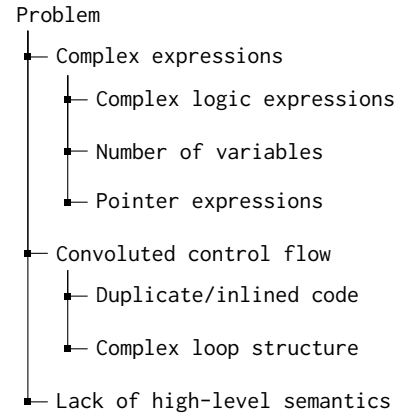 Problem
Complex expressions
Complex logic expressions
Number of variables
Pointer expressions
Convoluted control flow
Duplicate/inlined code
Complex loop structure
Lack of high-level semantics